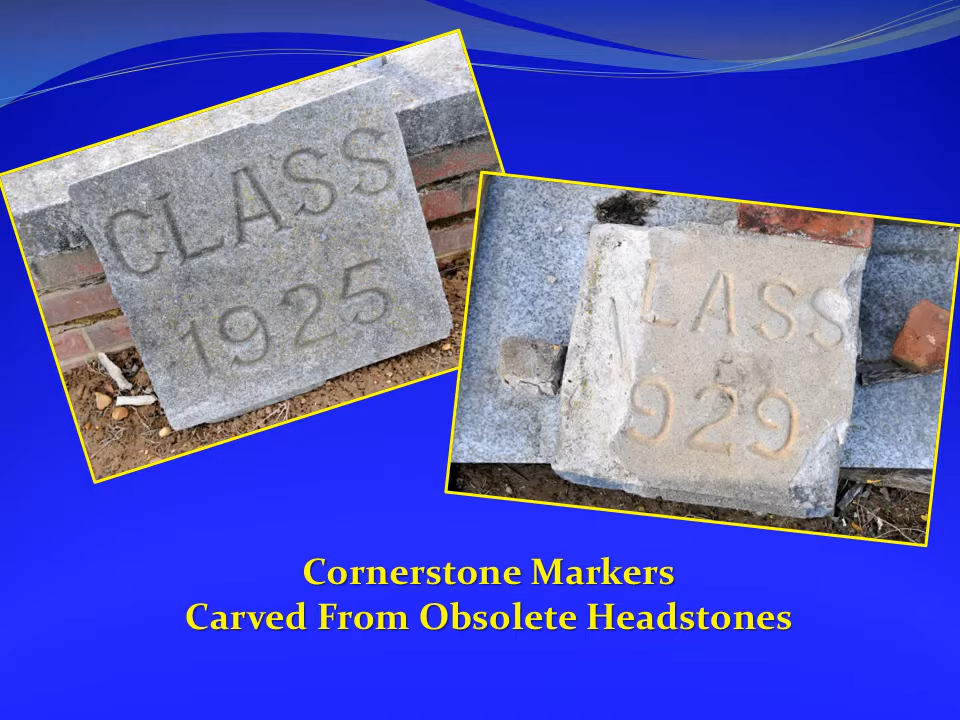 CLASS
1925
LASS
929
Cornerstone Markers
Carved From Obsolete Headstones